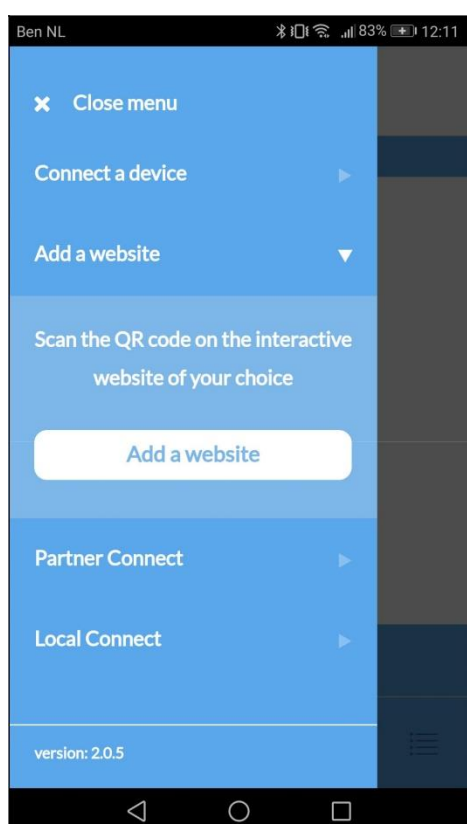 Ben NL 83% 12:11
Close menu
Connect a device
Add a website
Scan the QR code on the interactive
website of your choice
Add a website
Partner Connect
Local Connect
version: 2.0.5